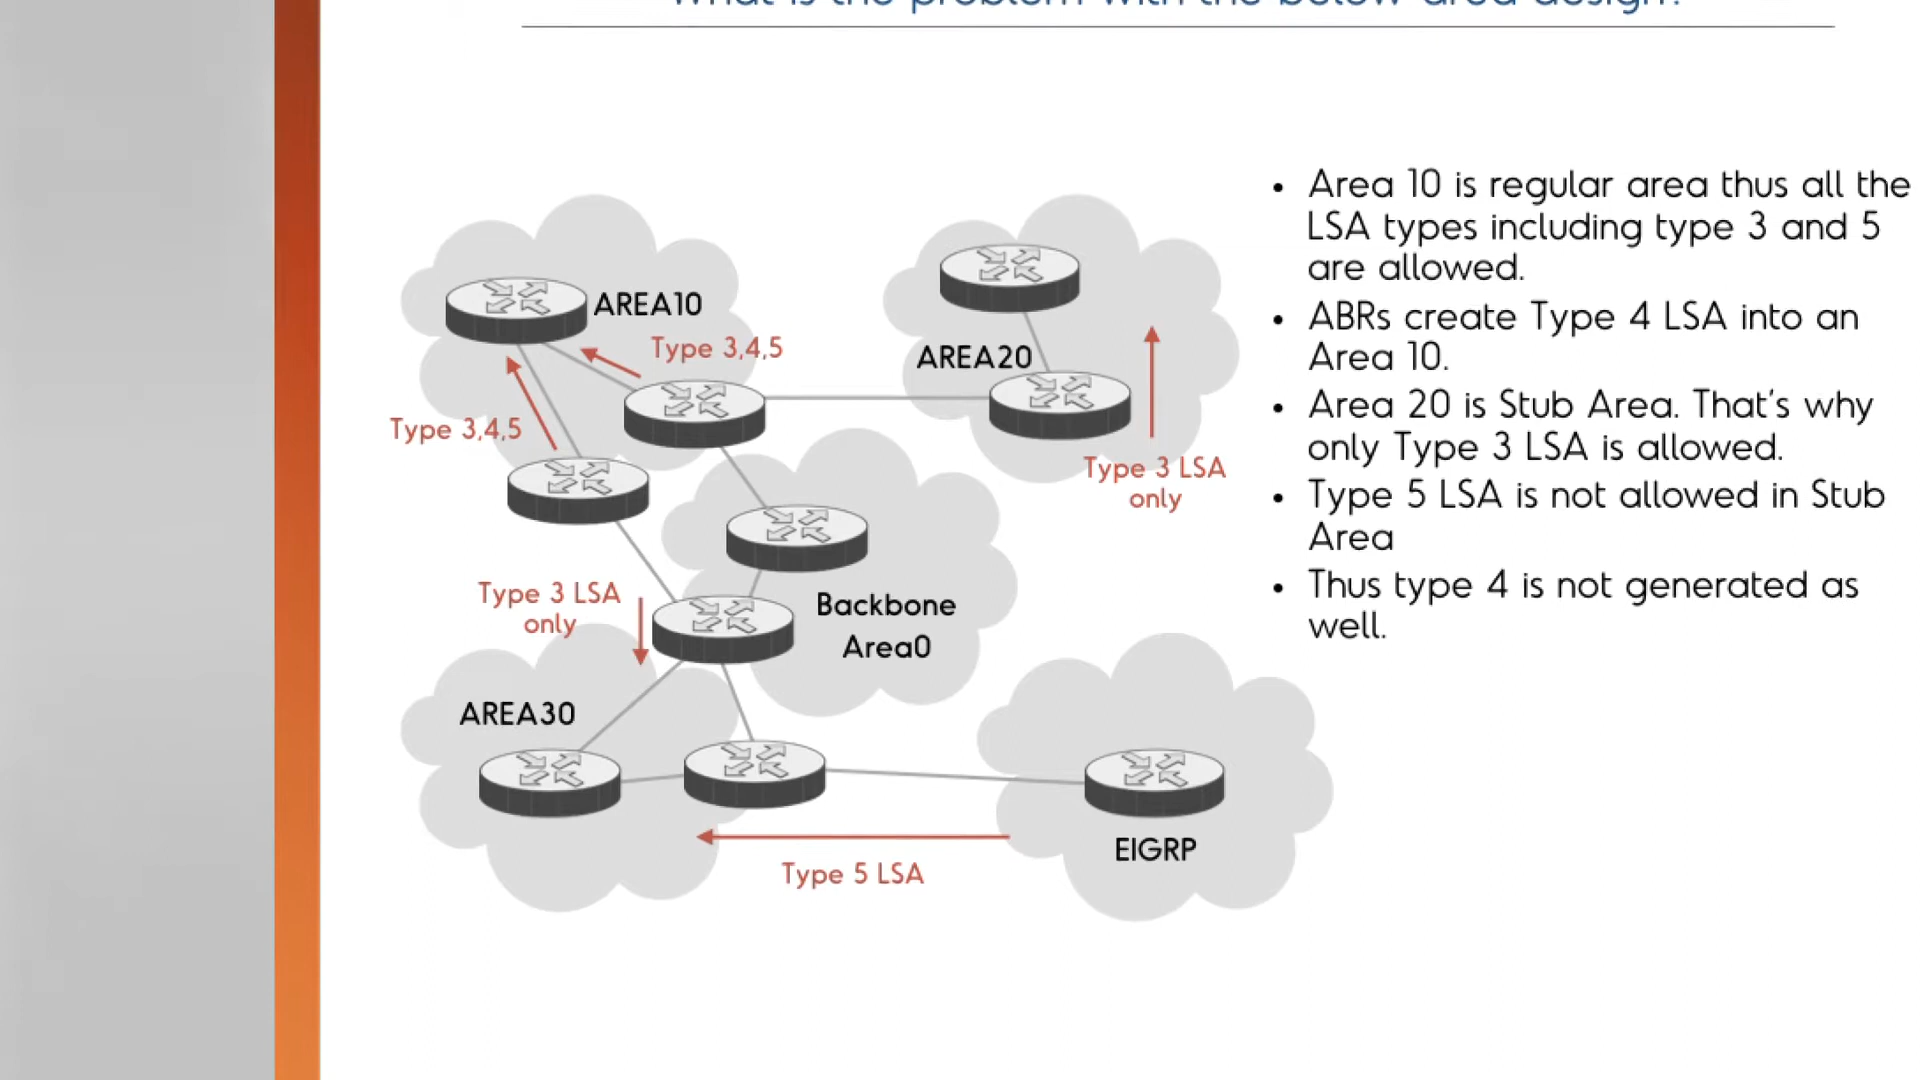 What is the problem with the below area design?
AREA10
Type 3,4,5
Type 3,4,5
AREA20
Type 3 LSA
only
Type 3 LSA
only
Backbone
Area0
AREA30
EIGRP
Type 5 LSA
• Area 10 is regular area thus all the
LSA types including type 3 and 5
are allowed.
• ABRs create Type 4 LSA into an
Area 10.
• Area 20 is Stub Area. That's why
only Type 3 LSA is allowed.
• Type 5 LSA is not allowed in Stub
Area
• Thus type 4 is not generated as
well.